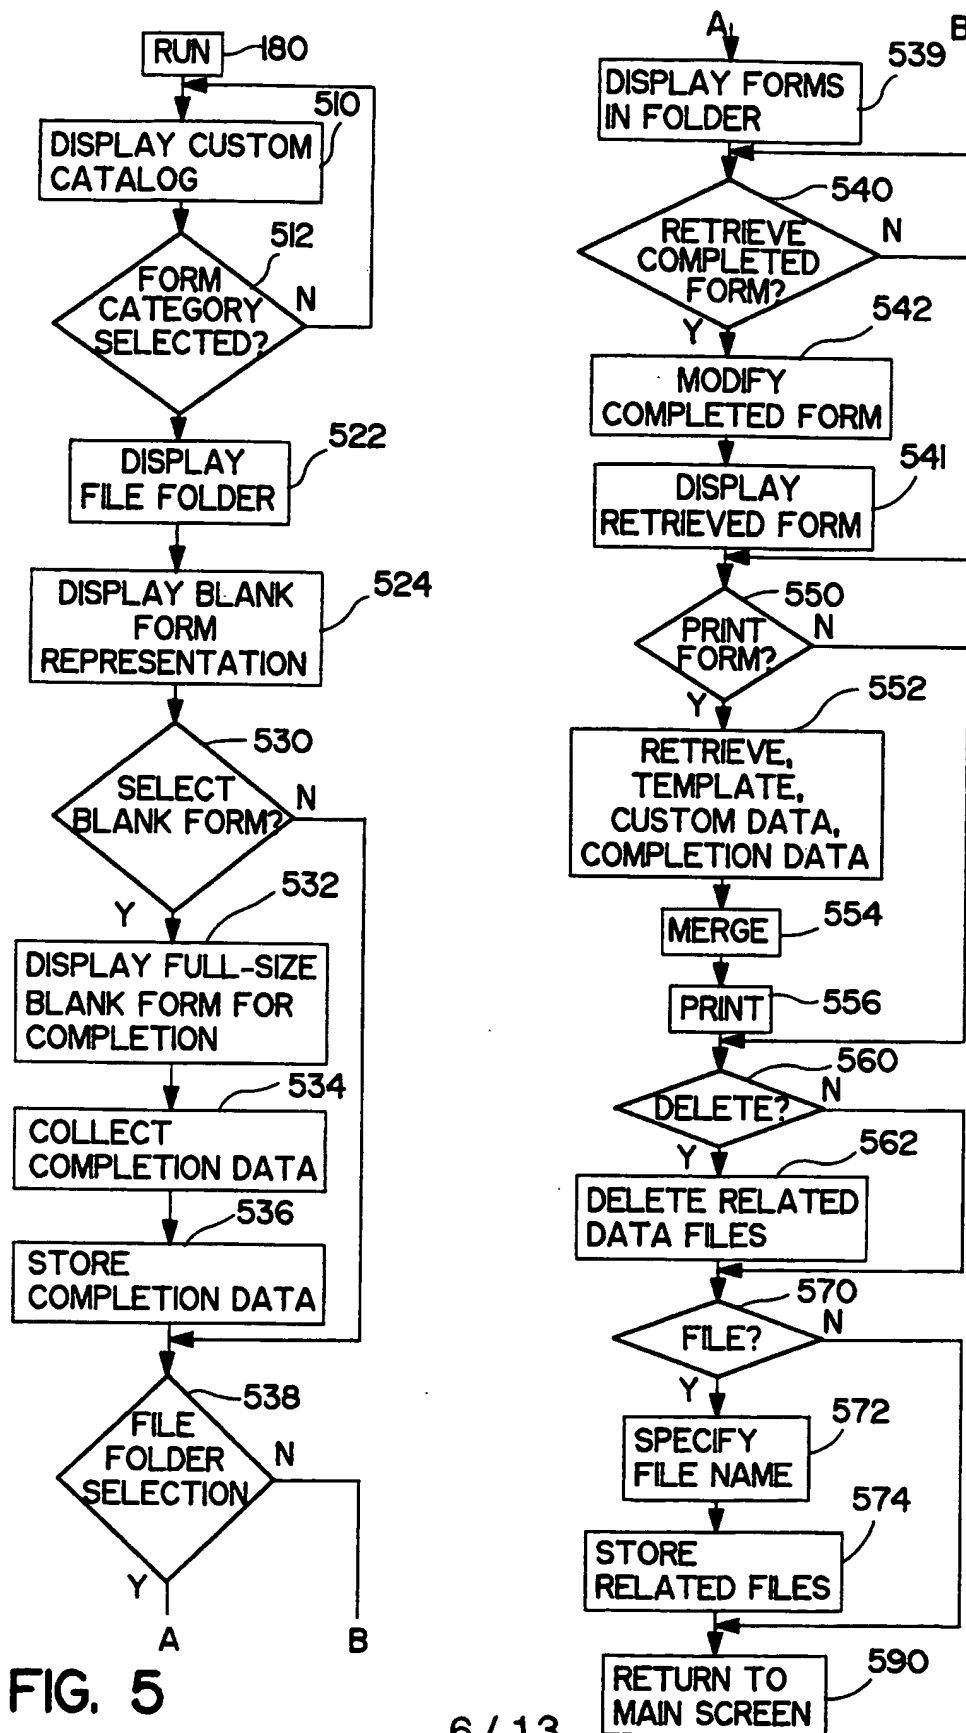 RUN
180
510
DISPLAY CUSTOM
CATALOG
512
FORM
CATEGORY
SELECTED?
N
522
DISPLAY
FILE FOLDER
524
DISPLAY BLANK
FORM
REPRESENTATION
530
SELECT
BLANK FORM?
N
Y
532
DISPLAY FULL-SIZE
BLANK FORM FOR
COMPLETION
534
COLLECT
COMPLETION DATA
536
STORE
COMPLETION DATA
538
FILE
FOLDER
SELECTION
N
Y
A
B
FIG. 5
A
B
539
DISPLAY FORMS
IN FOLDER
540
RETRIEVE
COMPLETED
FORM?
N
Y
542
MODIFY
COMPLETED FORM
541
DISPLAY
RETRIEVED FORM
550
PRINT
FORM?
N
Y
552
RETRIEVE,
TEMPLATE,
CUSTOM DATA,
COMPLETION DATA
MERGE
554
PRINT
556
560
DELETE?
N
Y
562
DELETE RELATED
DATA FILES
570
FILE?
N
Y
572
SPECIFY
FILE NAME
574
STORE
RELATED FILES
590
RETURN TO
MAIN SCREEN
6/13